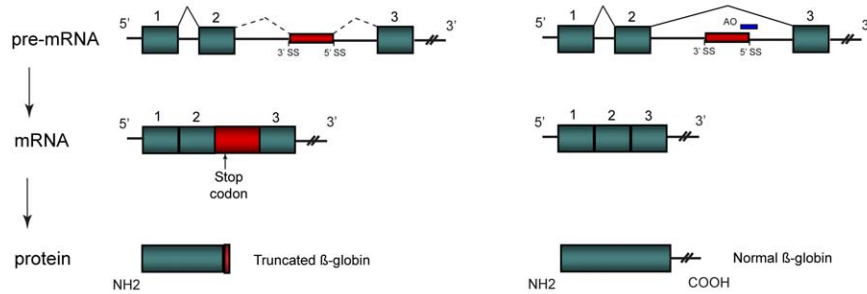 1 2 3 3’
5’
pre-mRNA
3’ SS 5’ SS
1 2 3 3’
5’
AO
3’ SS 5’ SS
1 2 3 3’
5’
mRNA
Stop
codon
1 2 3 3’
5’
protein
Truncated ß-globin
NH2
Normal ß-globin
NH2 COOH